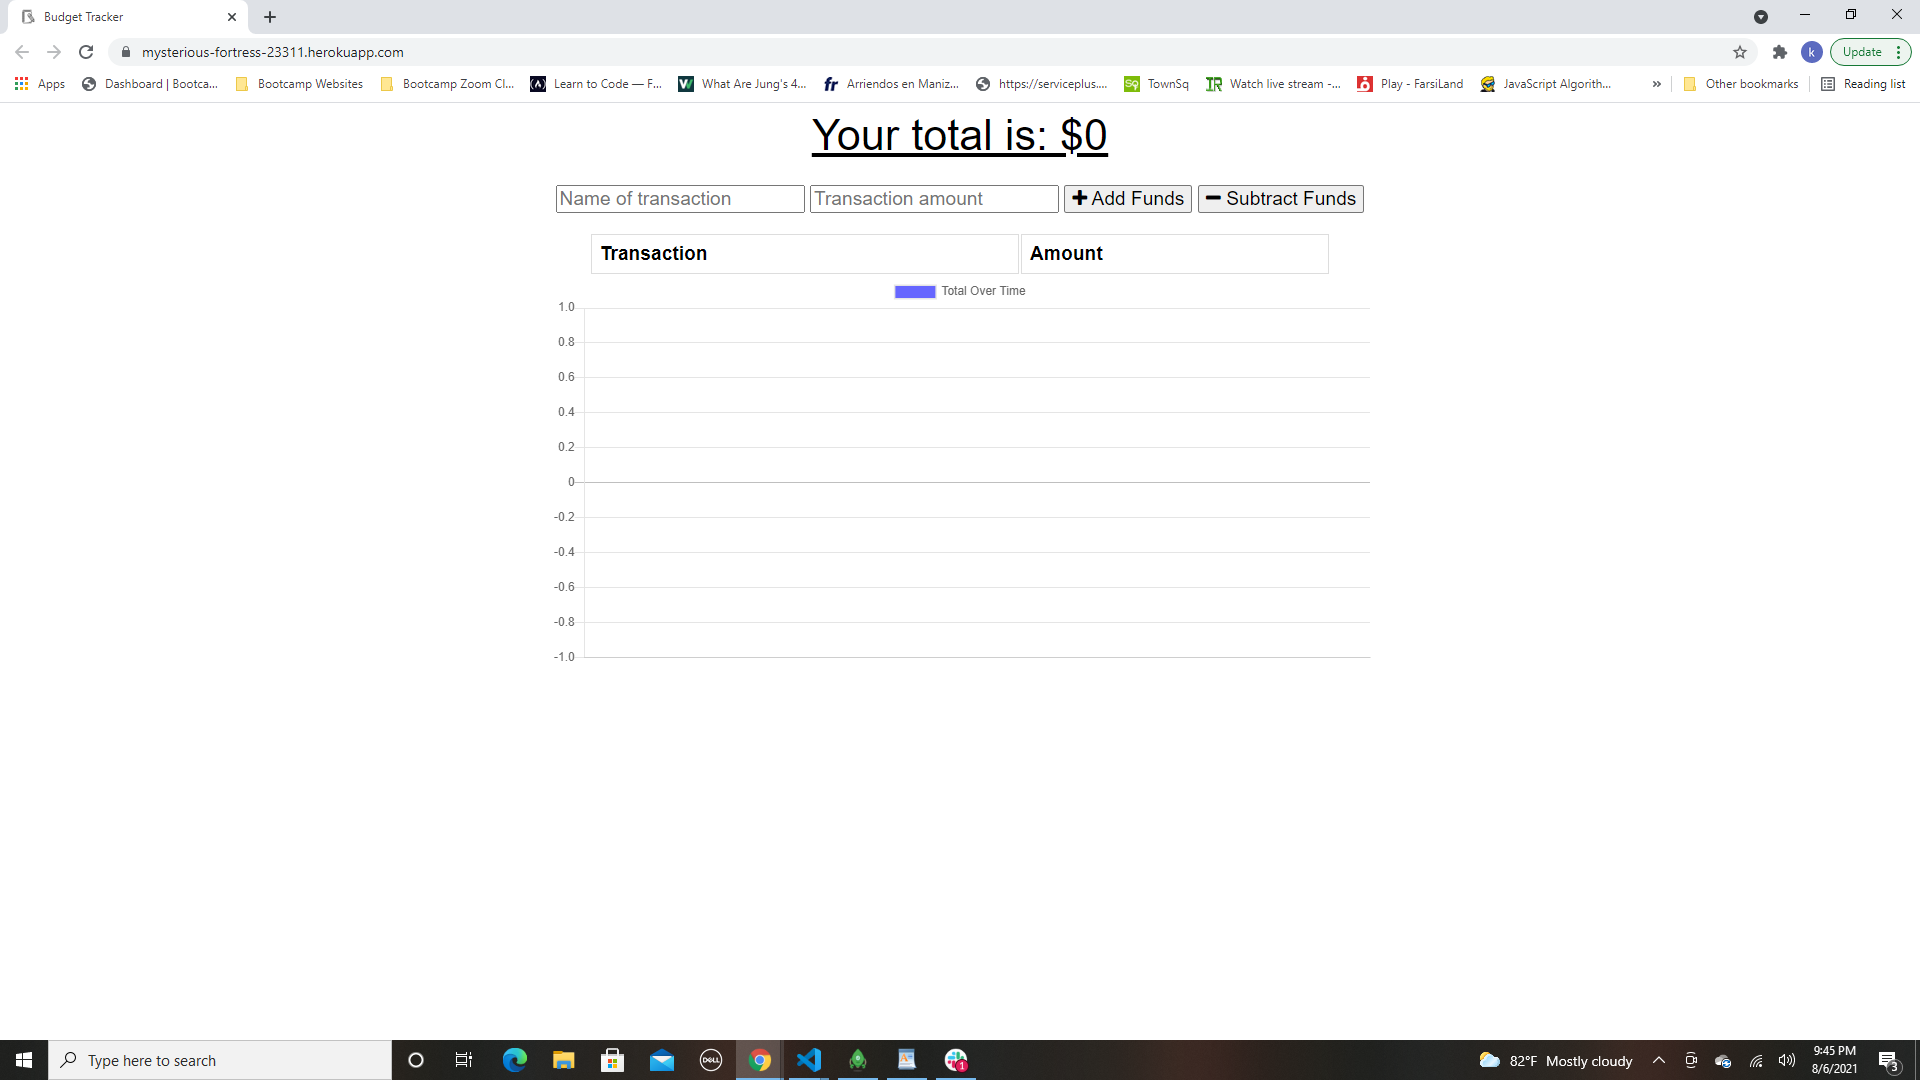 Budget Tracker
mysterious-fortress-23311.herokuapp.com
k
Update
Apps
Dashboard | Bootca...
Bootcamp Websites
Bootcamp Zoom Cl...
Learn to Code — F...
What Are Jung's 4...
fr
Arriendos en Maniz...
https://serviceplus....
TownSq
Watch live stream -...
Play - FarsiLand
JavaScript Algorith...
»
Other bookmarks
Reading list
Your total is: $0
Name of transaction
Transaction amount
Add Funds
Subtract Funds
Transaction
Amount
Total Over Time
1.0
0.8
0.6
0.4
0.2
0
-0.2
-0.4
-0.6
-0.8
-1.0
Type here to search
DELL
1
82°F Mostly cloudy
9:45 PM
8/6/2021
3